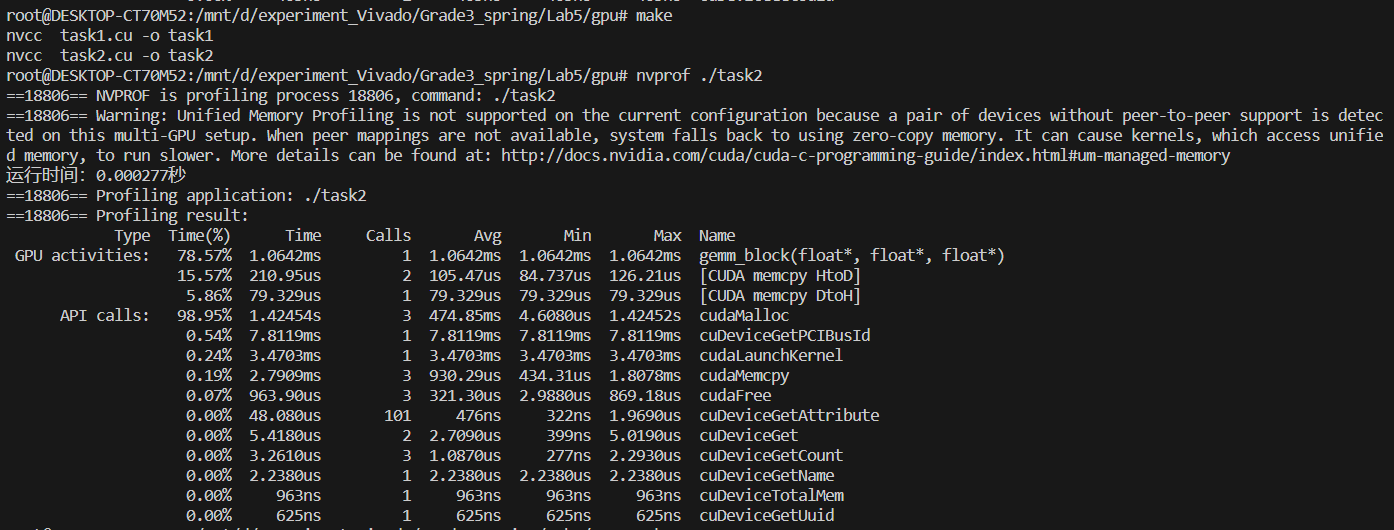 root@DESKTOP-CT70M52:/mnt/d/experiment_Vivado/Grade3_spring/Lab5/gpu# make
nvcc  task1.cu -o task1
nvcc  task2.cu -o task2
root@DESKTOP-CT70M52:/mnt/d/experiment_Vivado/Grade3_spring/Lab5/gpu# nvprof ./task2
==18806== NVPROF is profiling process 18806, command: ./task2
==18806== Warning: Unified Memory Profiling is not supported on the current configuration because a pair of devices without peer-to-peer support is detec
ted on this multi-GPU setup. When peer mappings are not available, system falls back to using zero-copy memory. It can cause kernels, which access unifie
d memory, to run slower. More details can be found at: http://docs.nvidia.com/cuda/cuda-c-programming-guide/index.html#um-managed-memory
运行时间：0.000277秒
==18806== Profiling application: ./task2
==18806== Profiling result:
Type  Time(%)      Time     Calls       Avg       Min       Max  Name
GPU activities:   78.57%  1.0642ms         1  1.0642ms  1.0642ms  1.0642ms  gemm_block(float*, float*, float*)
15.57%  210.95us         2  105.47us  84.737us  126.21us  [CUDA memcpy HtoD]
5.86%  79.329us         1  79.329us  79.329us  79.329us  [CUDA memcpy DtoH]
API calls:   98.95%  1.42454s         3  474.85ms  4.6080us  1.42452s  cudaMalloc
0.54%  7.8119ms         1  7.8119ms  7.8119ms  7.8119ms  cudaDeviceGetPCIBusId
0.24%  3.4703ms         1  3.4703ms  3.4703ms  3.4703ms  cudaLaunchKernel
0.19%  2.7909ms         3  930.29us  434.31us  1.8078ms  cudaMemcpy
0.07%  963.90us         3  321.30us  2.9880us  869.18us  cudaFree
0.00%  48.080us       101     476ns     322ns  1.9690us  cuDeviceGetAttribute
0.00%  5.4180us         2  2.7090us     399ns  5.0190us  cuDeviceGet
0.00%  3.2610us         3  1.0870us     277ns  2.2930us  cuDeviceGetCount
0.00%  2.2380us         1  2.2380us  2.2380us  2.2380us  cuDeviceGetName
0.00%     963ns         1     963ns     963ns     963ns  cuDeviceTotalMem
0.00%     625ns         1     625ns     625ns     625ns  cuDeviceGetUuid